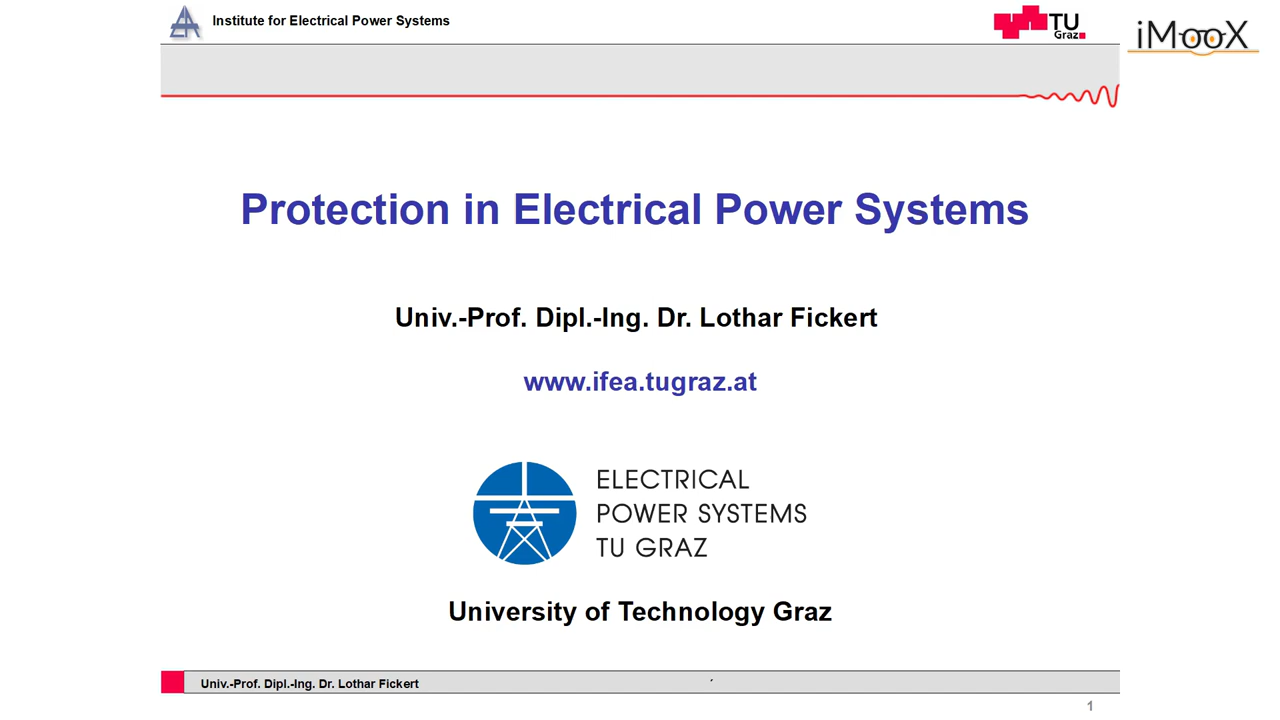 Institute for Electrical Power Systems
TU
Graz
iMooX
Protection in Electrical Power Systems
Univ.-Prof. Dipl.-Ing. Dr. Lothar Fickert
www.ifea.tugraz.at
ELECTRICAL
POWER SYSTEMS
TU GRAZ
University of Technology Graz
Univ.-Prof. Dipl.-Ing. Dr. Lothar Fickert
1